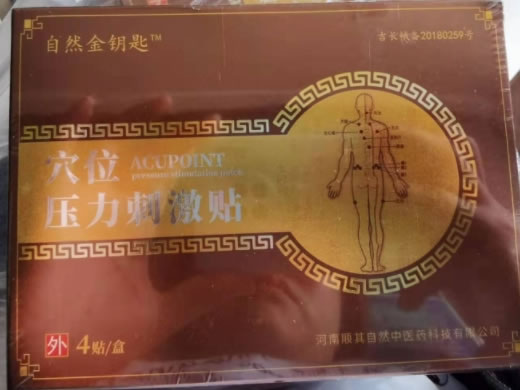 自然金钥匙™
吉长械备20180259号
穴位 ACUPOINT
pressure stimulation patch
压力刺激贴
外 4贴/盒
河南顺其自然中医药科技有限公司